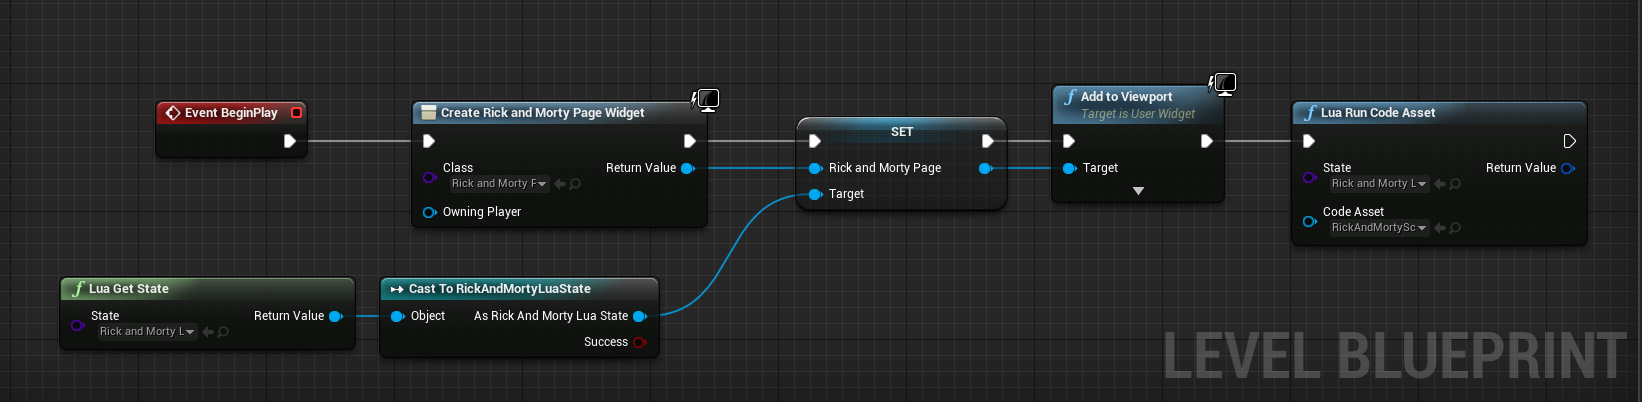 Event BeginPlay
Create Rick and Morty Page Widget
Class
Rick and Morty F
Return Value
Owning Player
SET
Rick and Morty Page
Target
Add to Viewport
Target is User Widget
Target
Lua Run Code Asset
State
Rick and Morty L
Return Value
Code Asset
RickAndMortySc
Lua Get State
State
Rick and Morty L
Return Value
Cast To RickAndMortyLuaState
Object
As Rick And Morty Lua State
Success
LEVEL BLUEPRINT